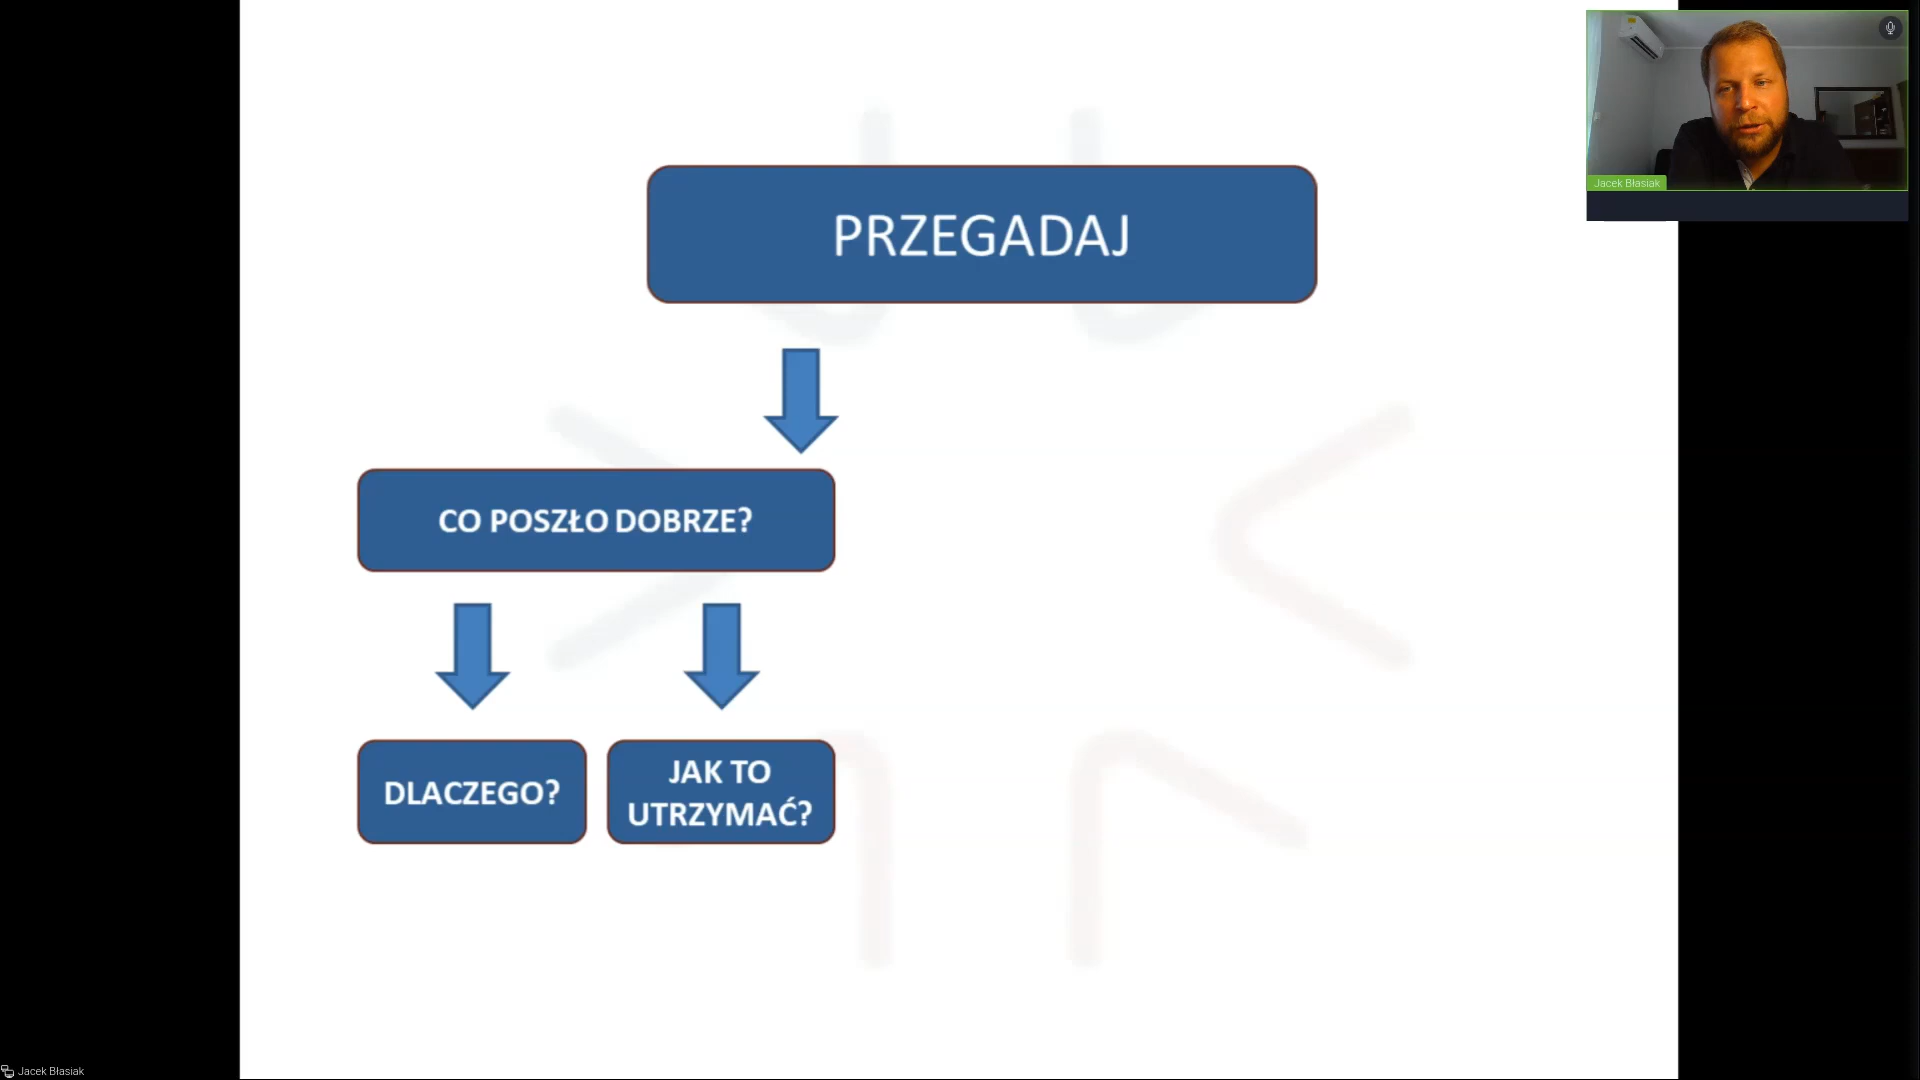 PRZEGADAJ
Jacek Błasiak
CO POSZŁO DOBRZE?
DLACZEGO?
JAK TO
UTRZYMAĆ?
Jacek Błasiak